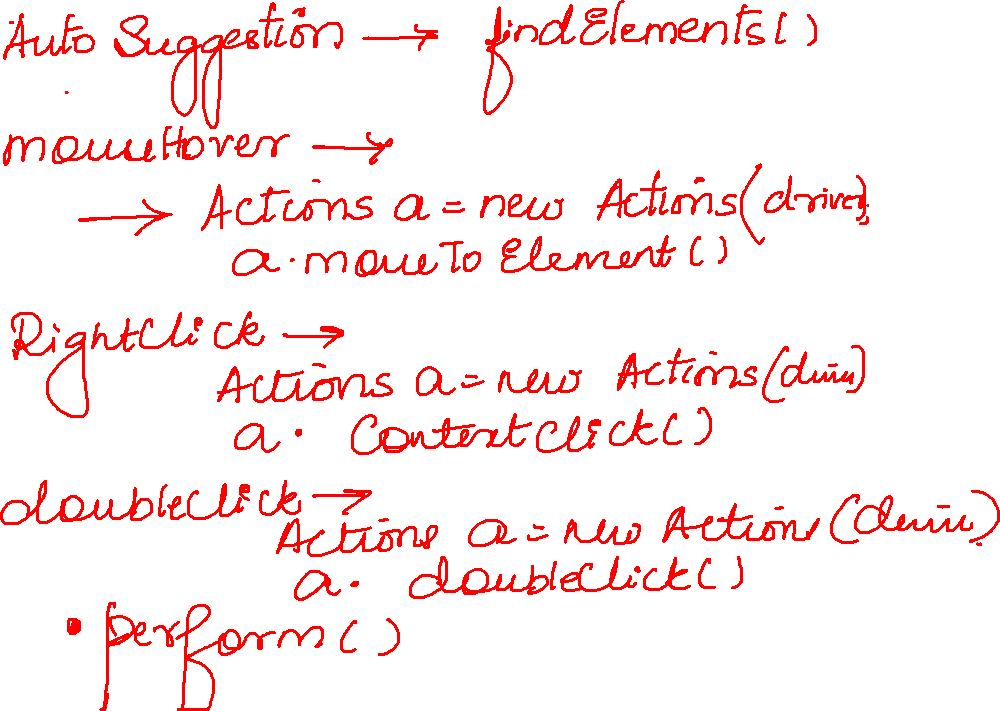 Auto Suggestion → findElements()
mouseHover →
→ Actions a = new Actions(driver);
a.moveToElement()
RightClick →
Actions a = new Actions(driver)
a. ContextClick()
doubleClick →
Actions a = new Actions(driver)
a. doubleClick()
• perform()